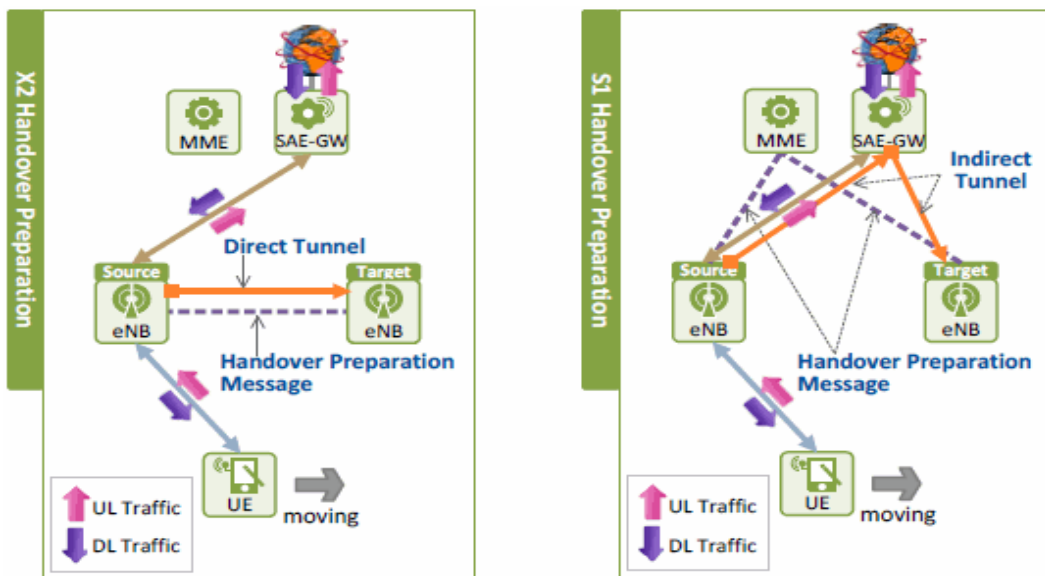 X2 Handover Preparation
MME
SAE-GW
Direct Tunnel
Source
Target
eNB
eNB
Handover Preparation
Message
UE
moving
UL Traffic
DL Traffic
S1 Handover Preparation
MME
SAE-GW
Indirect
Tunnel
Source
Target
eNB
eNB
Handover Preparation
Message
UE
moving
UL Traffic
DL Traffic